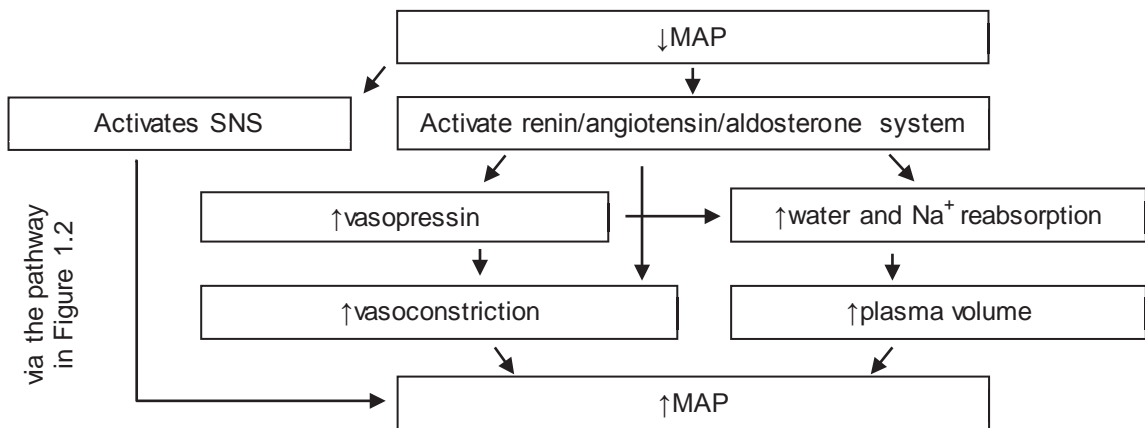 ↓MAP
Activates SNS
Activate renin/angiotensin/aldosterone system
↑vasopressin
↑water and Na⁺ reabsorption
via the pathway
in Figure 1.2
↑vasoconstriction
↑plasma volume
↑MAP